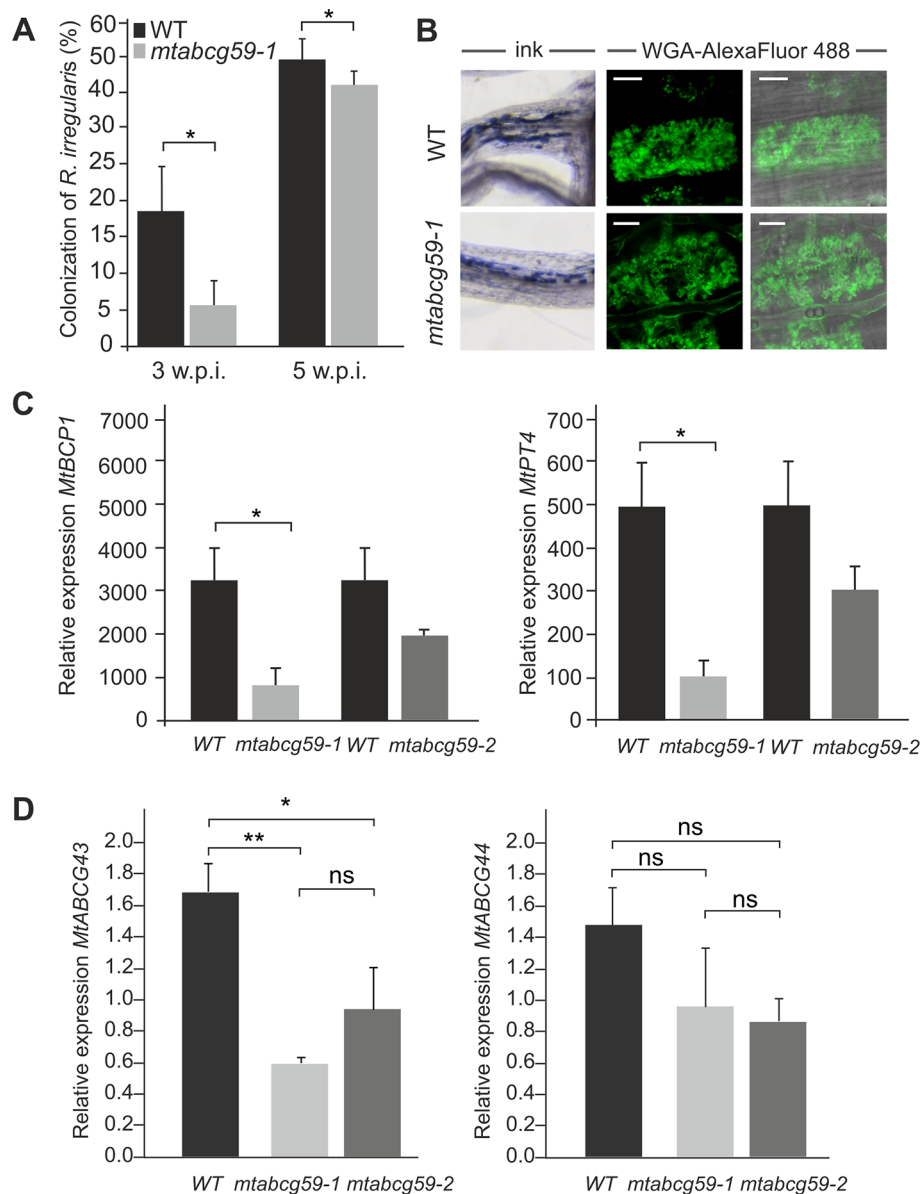 A
Colonization of R. irregularis (%)
60
50
40
30
25
20
15
10
5
0
WT
mtabcg59-1
*
*
3 w.p.i.
5 w.p.i.
B
ink
WGA-AlexaFluor 488
WT
mtabcg59-1
C
Relative expression MtBCP1
7000
6000
5000
4000
3000
2000
1000
0
*
WT mtabcg59-1 WT mtabcg59-2
Relative expression MtPT4
700
600
500
400
300
200
100
0
*
WT mtabcg59-1 WT mtabcg59-2
D
Relative expression MtABCG43
2.0
1.8
1.6
1.4
1.2
1.0
0.8
0.6
0.4
0.2
0.0
*
**
ns
WT mtabcg59-1 mtabcg59-2
Relative expression MtABCG44
2.0
1.8
1.6
1.4
1.2
1.0
0.8
0.6
0.4
0.2
0.0
ns
ns
ns
WT mtabcg59-1 mtabcg59-2